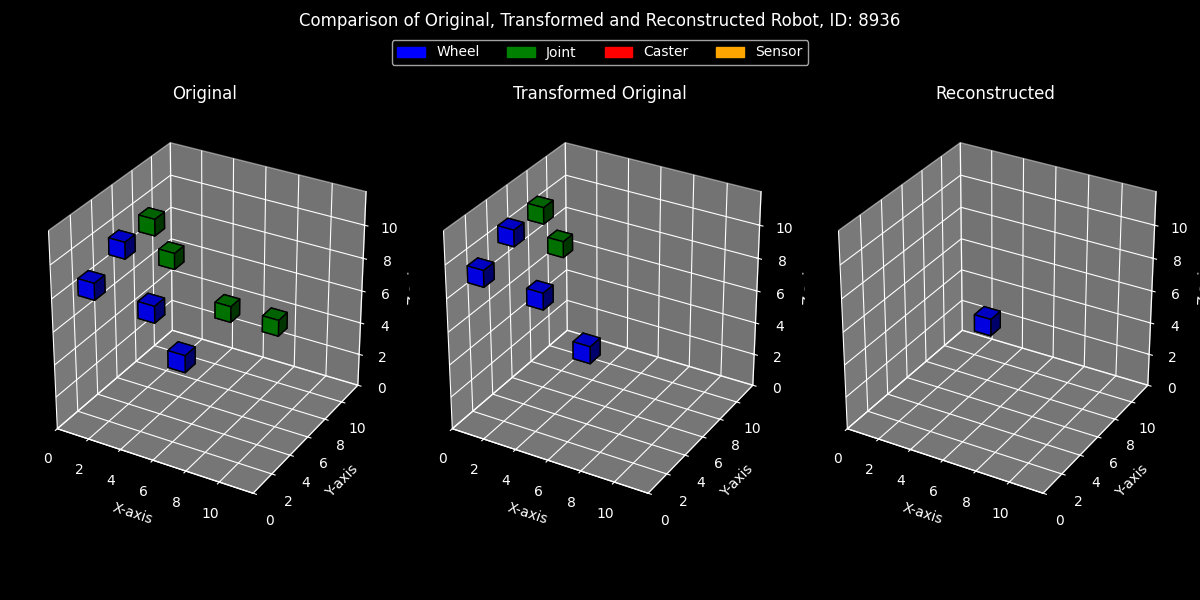 Comparison of Original, Transformed and Reconstructed Robot, ID: 8936
Wheel Joint Caster Sensor
Original Transformed Original Reconstructed
10 10 10
8 8 8
6 6 6
4 4 4
2 2 2
0 0 0
10 10 10
8 8 8
0 2 4 6 8 10 0 2 4 6 0 2 4 6 8 10 0 2 4 6 0 2 4 6 8 10 0 2 4 6
X-axis Y-axis X-axis Y-axis X-axis Y-axis